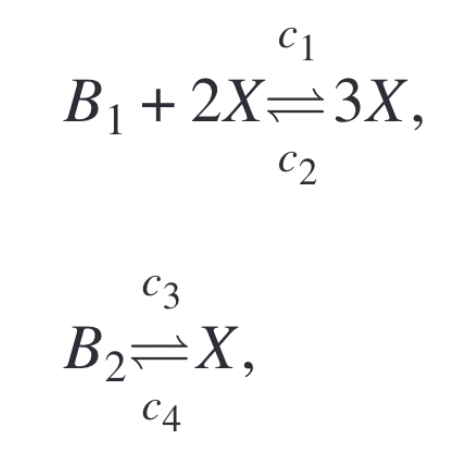 c₁
B₁ + 2X ⇌ 3X,
c₂
c₃
B₂ ⇌ X,
c₄